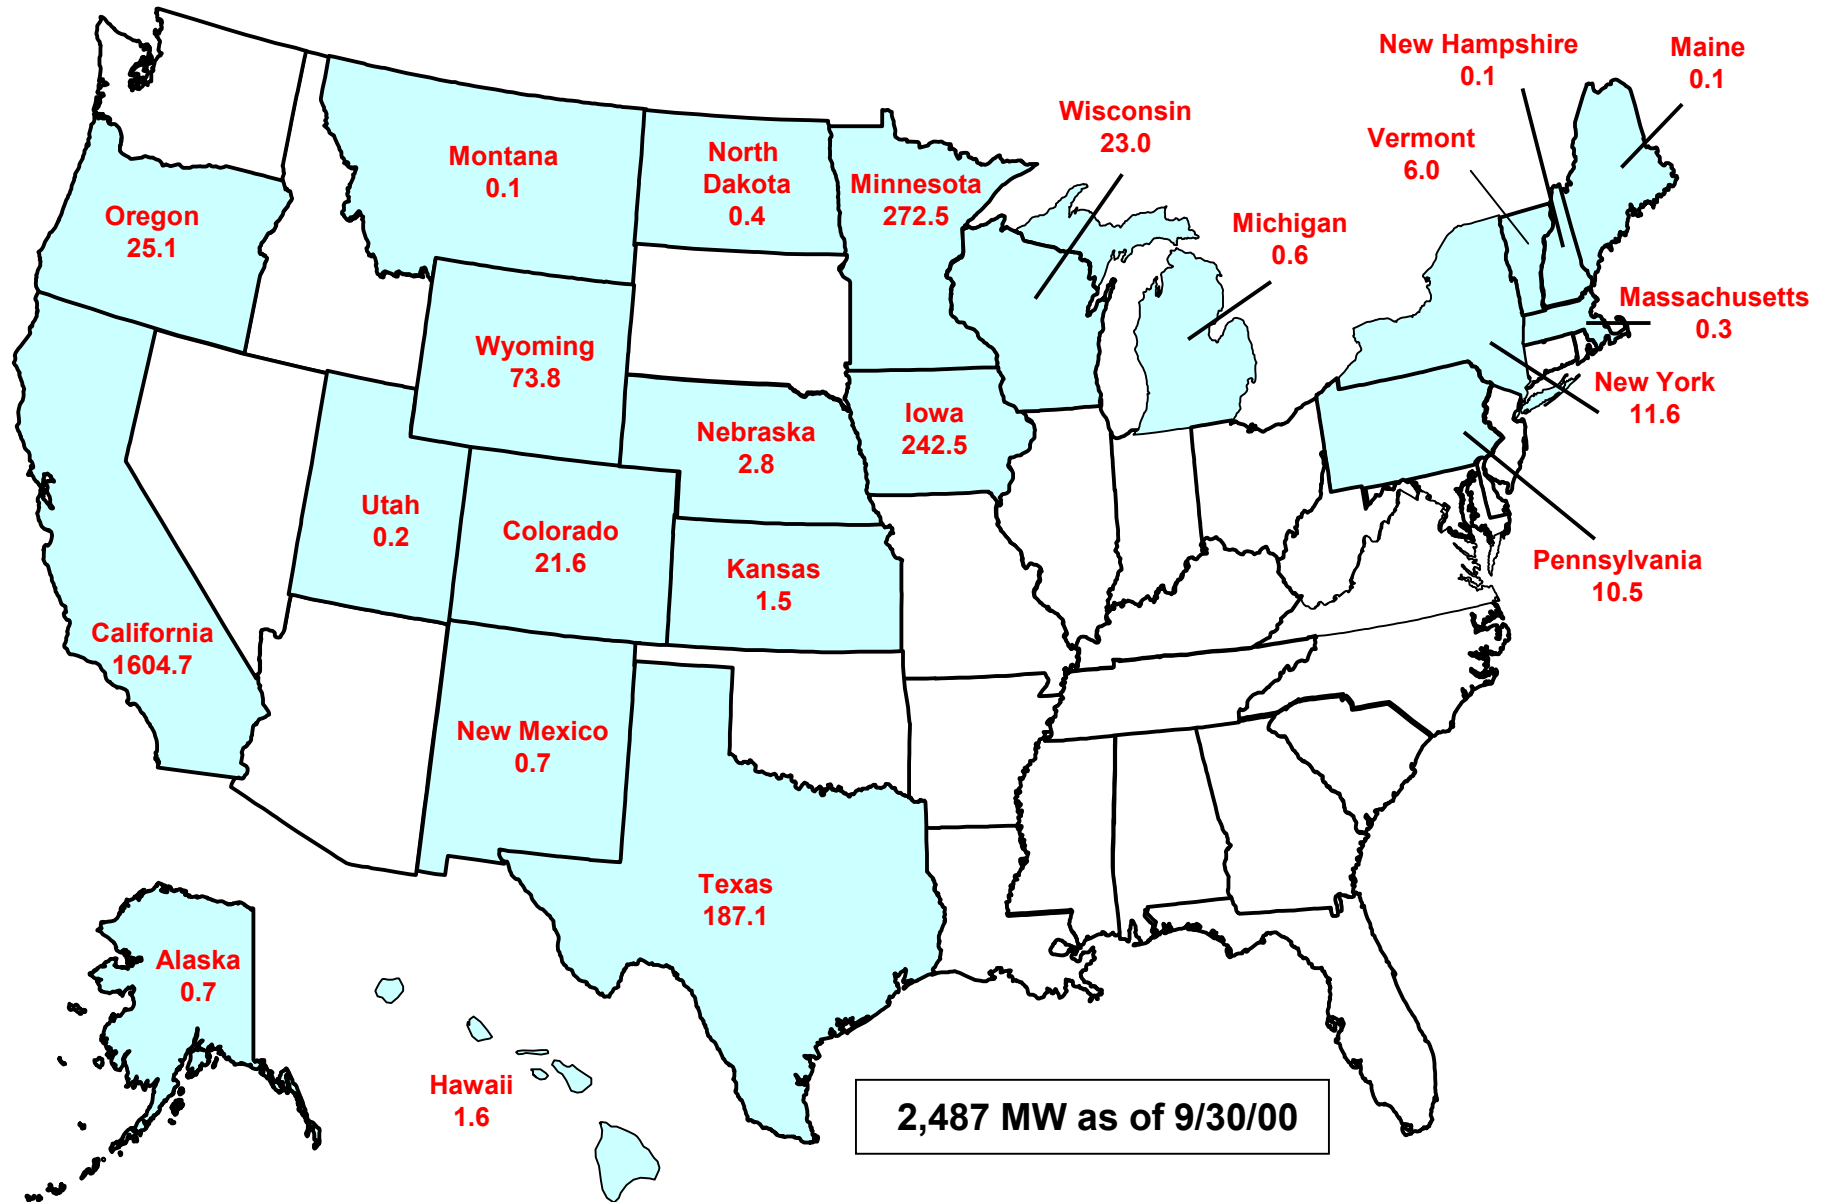 New Hampshire
0.1
Maine
0.1
Wisconsin
23.0
Vermont
6.0
Montana
0.1
North
Dakota
0.4
Minnesota
272.5
Oregon
25.1
Michigan
0.6
Massachusetts
0.3
Wyoming
73.8
New York
11.6
Iowa
242.5
Nebraska
2.8
Utah
0.2
Colorado
21.6
Kansas
1.5
Pennsylvania
10.5
California
1604.7
New Mexico
0.7
Texas
187.1
Alaska
0.7
Hawaii
1.6
2,487 MW as of 9/30/00